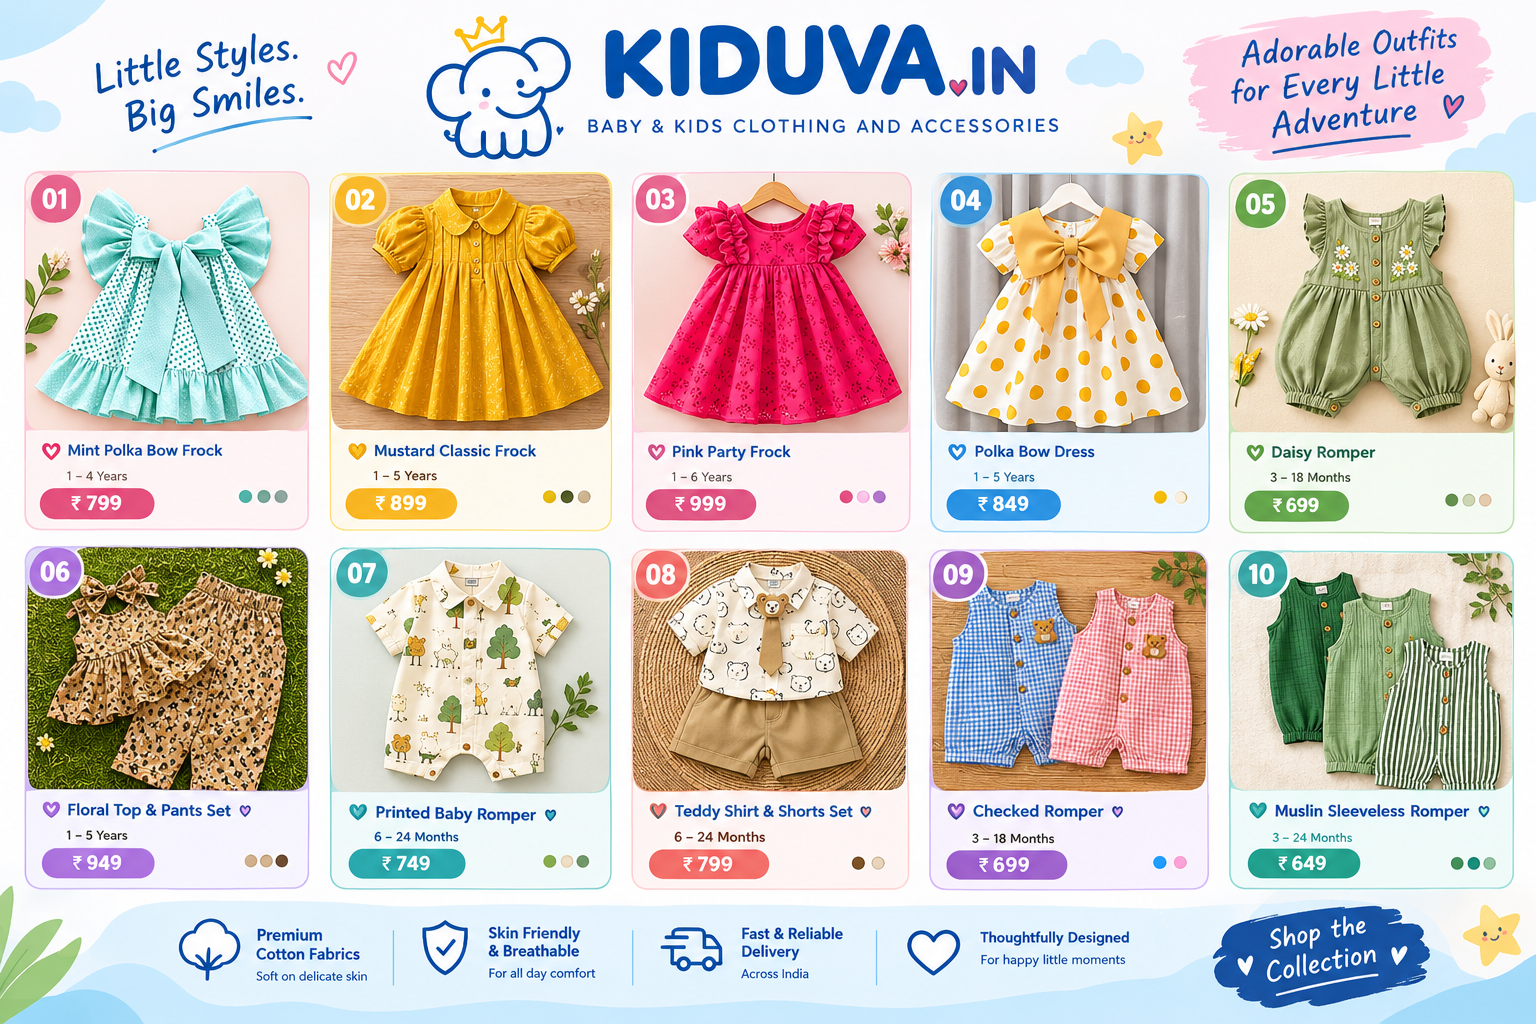 Little Styles.
Big Smiles.
KIDUVA.IN
BABY & KIDS CLOTHING AND ACCESSORIES
Adorable Outfits
for Every Little
Adventure
01
Mint Polka Bow Frock
1 – 4 Years
₹ 799
02
Mustard Classic Frock
1 – 5 Years
₹ 899
03
Pink Party Frock
1 – 6 Years
₹ 999
04
Polka Bow Dress
1 – 5 Years
₹ 849
05
Daisy Romper
3 – 18 Months
₹ 699
06
Floral Top & Pants Set
1 – 5 Years
₹ 949
07
Printed Baby Romper
6 – 24 Months
₹ 749
08
Teddy Shirt & Shorts Set
6 – 24 Months
₹ 799
09
Checked Romper
3 – 18 Months
₹ 699
10
Muslin Sleeveless Romper
3 – 24 Months
₹ 649
Premium
Cotton Fabrics
Soft on delicate skin
Skin Friendly
& Breathable
For all day comfort
Fast & Reliable
Delivery
Across India
Thoughtfully Designed
For happy little moments
Shop the
Collection